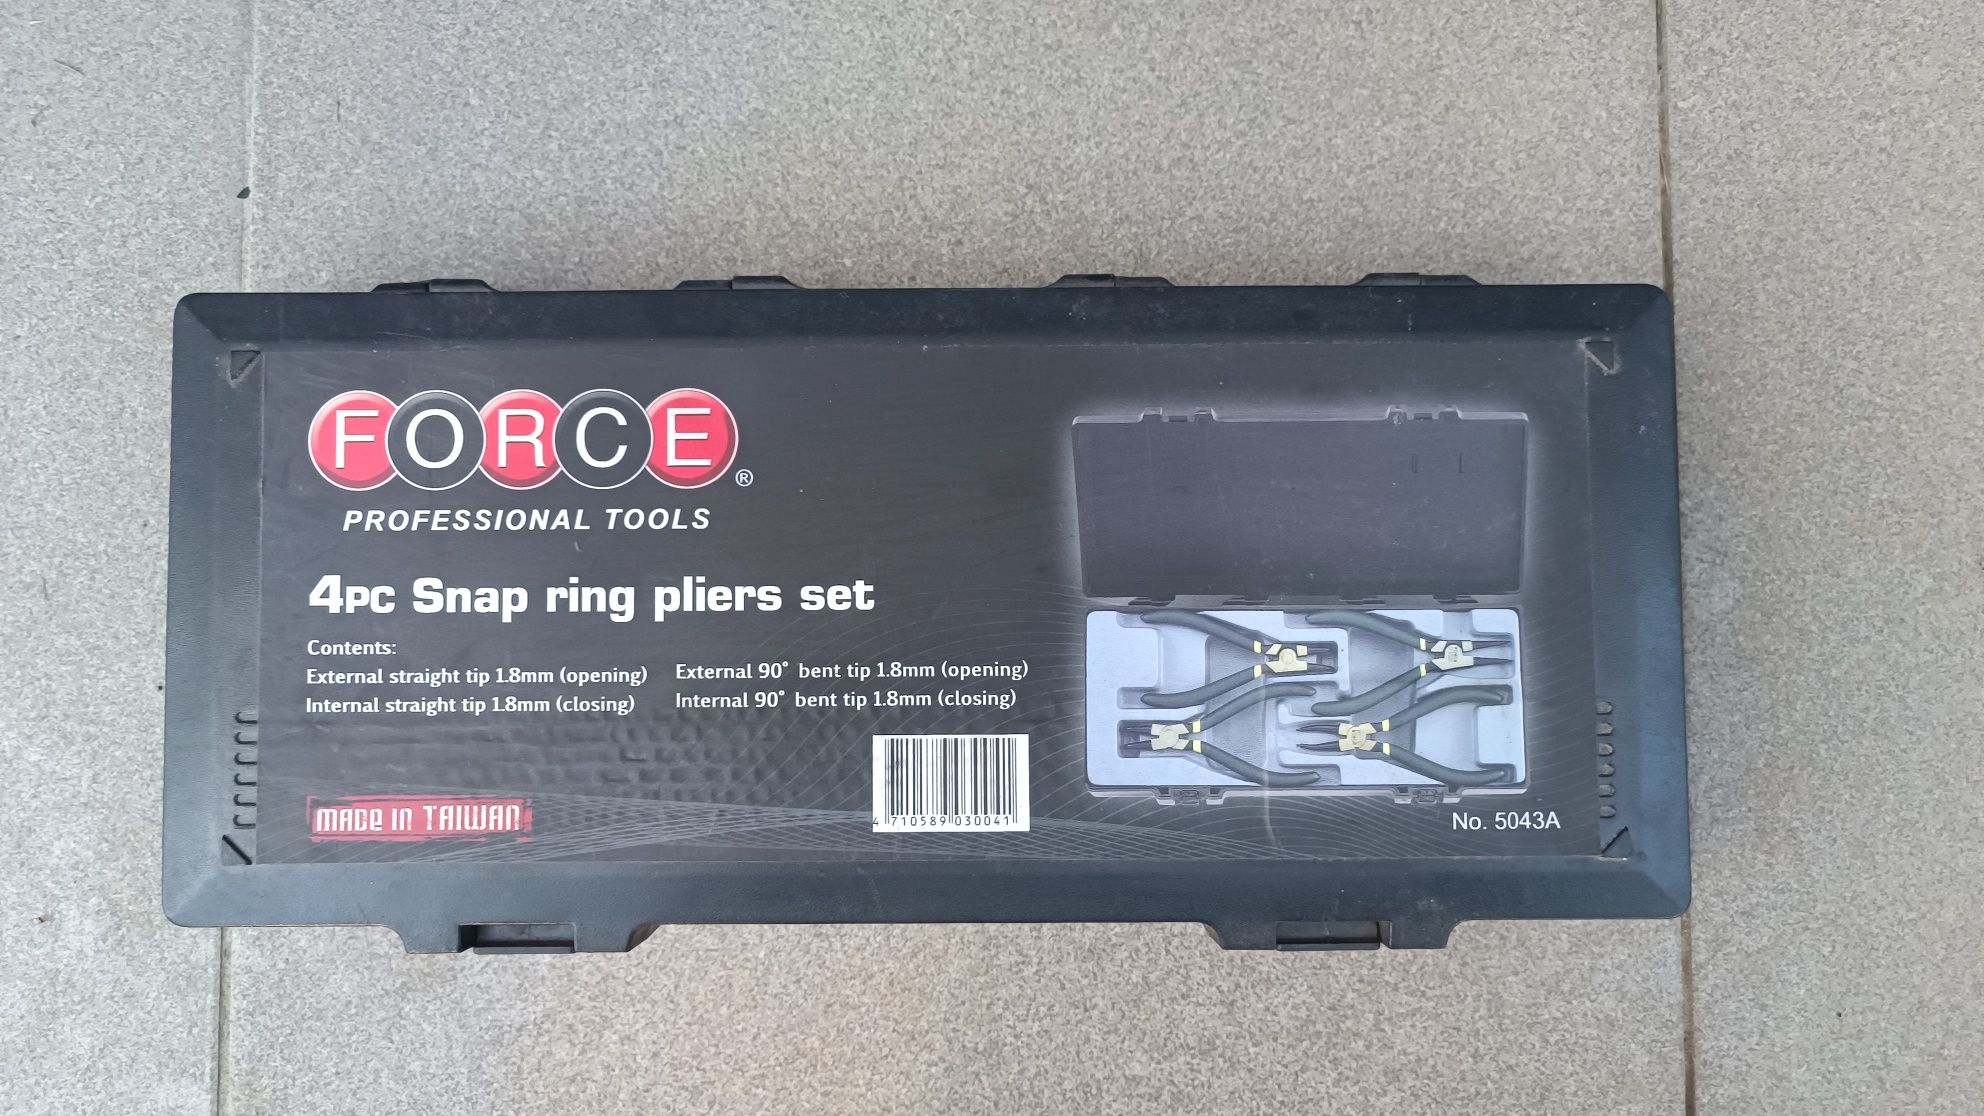 FORCE®
PROFESSIONAL TOOLS
4PC Snap ring pliers set
Contents:
External straight tip 1.8mm (opening)
Internal straight tip 1.8mm (closing)
External 90° bent tip 1.8mm (opening)
Internal 90° bent tip 1.8mm (closing)
MADE IN TAIWAN
4 710589 030041
No. 5043A